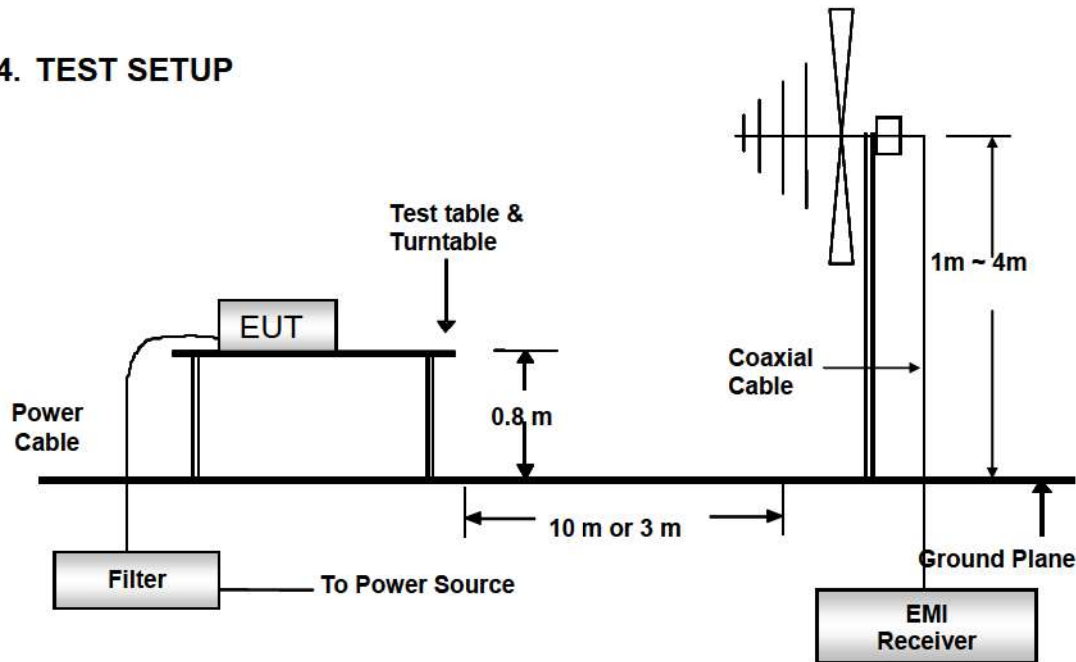 4. TEST SETUP
Test table &
Turntable
1m ~ 4m
EUT
Coaxial
Cable
Power
Cable
0.8 m
10 m or 3 m
Ground Plane
Filter
To Power Source
EMI
Receiver